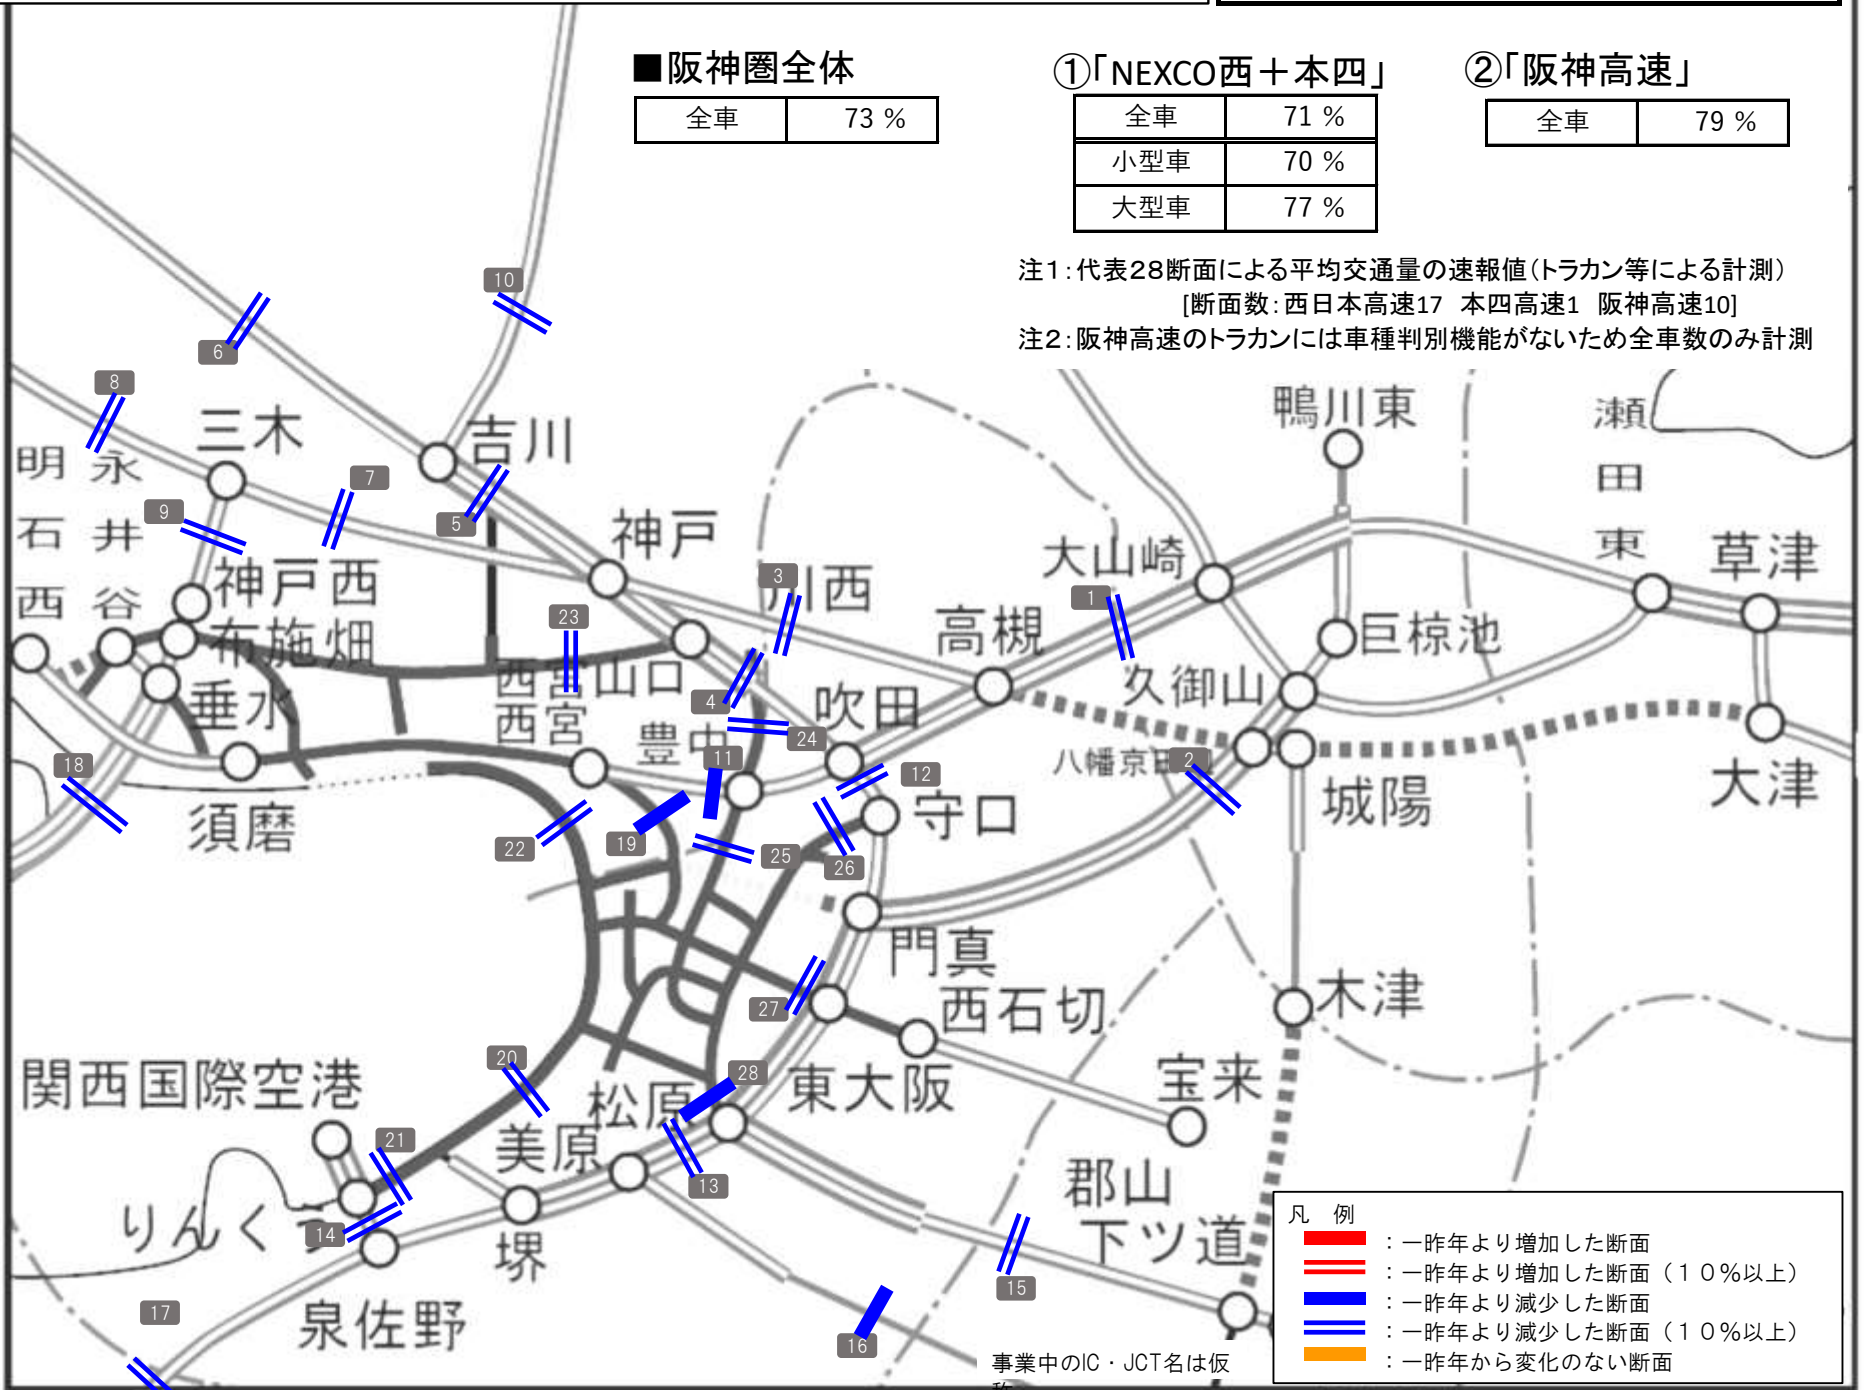 ■阪神圏全体
全車 73 %
①「NEXCO西＋本四」
全車 71 %
小型車 70 %
大型車 77 %
②「阪神高速」
全車 79 %
注1：代表28断面による平均交通量の速報値（トラカン等による計測）
[断面数：西日本高速17 本四高速1 阪神高速10]
注2：阪神高速のトラカンには車種判別機能がないため全車数のみ計測
10
6
8
三木
吉川
鴨川東
瀬田東
明石西
永井谷
7
9
5
神戸
大山崎
草津
神戸西
3
川西
1
高槻
布施畑
23
巨椋池
西宮山口
4
久御山
垂水
西宮
吹田
豊中
24
11
八幡京田
2
18
12
大津
須磨
守口
城陽
22
19
25
26
門真
27
西石切
木津
関西国際空港
20
28
松原
東大阪
宝来
21
美原
13
郡山
下ツ道
りんくう
14
堺
15
17
泉佐野
16
事業中のIC・JCT名は仮
凡 例
：一昨年より増加した断面
：一昨年より増加した断面（１０％以上）
：一昨年より減少した断面
：一昨年より減少した断面（１０％以上）
：一昨年から変化のない断面